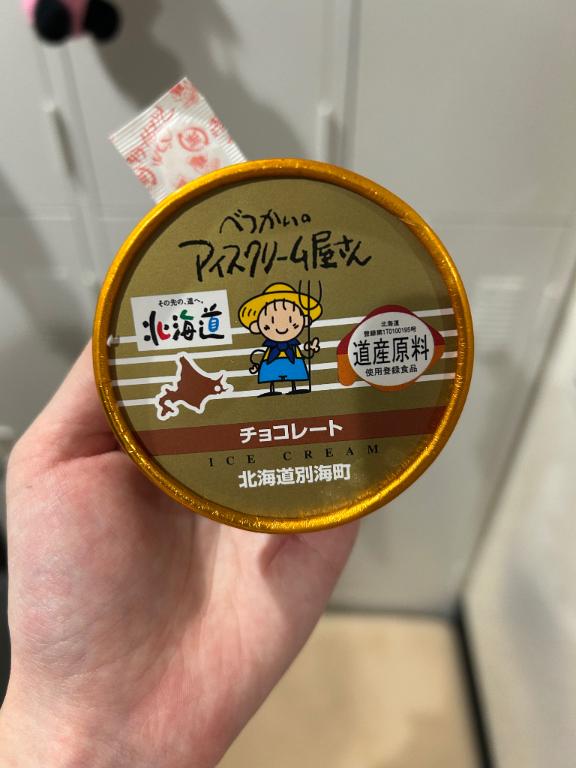 べつかいの
アイスクリーム屋さん
その先の、道へ。
北海道
北海道
登録第1T0100195号
道産原料
使用登録食品
チョコレート
ICE CREAM
北海道別海町